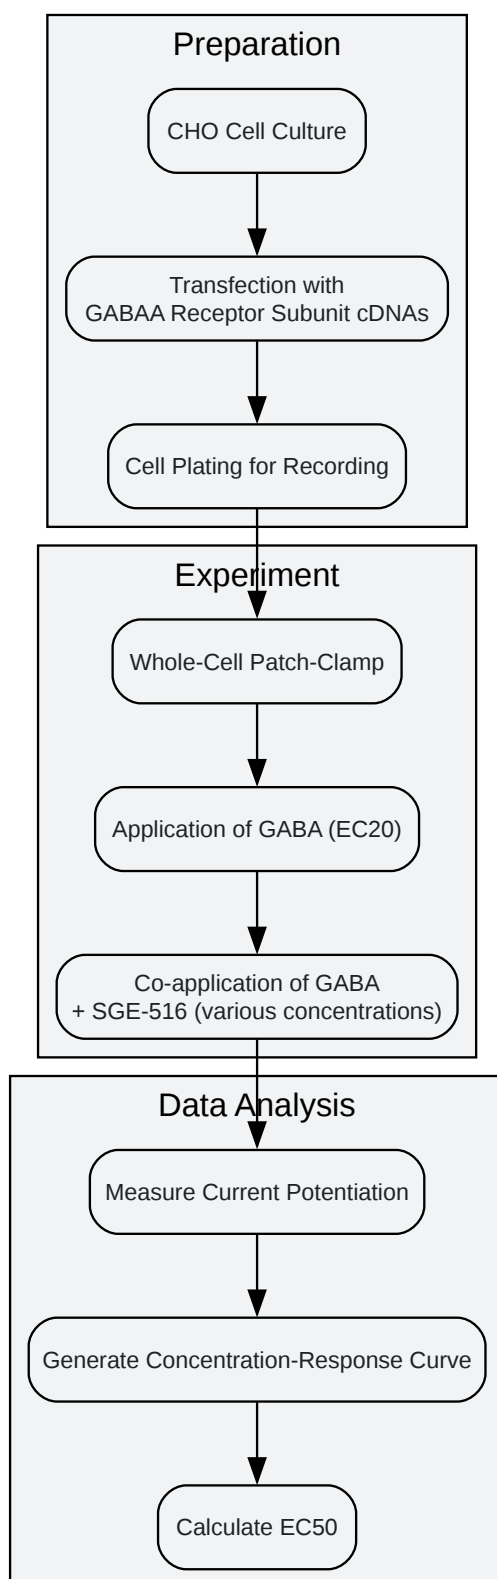 Preparation
CHO Cell Culture
Transfection with
GABAA Receptor Subunit cDNAs
Cell Plating for Recording
Experiment
Whole-Cell Patch-Clamp
Application of GABA (EC20)
Co-application of GABA
+ SGE-516 (various concentrations)
Data Analysis
Measure Current Potentiation
Generate Concentration-Response Curve
Calculate EC50